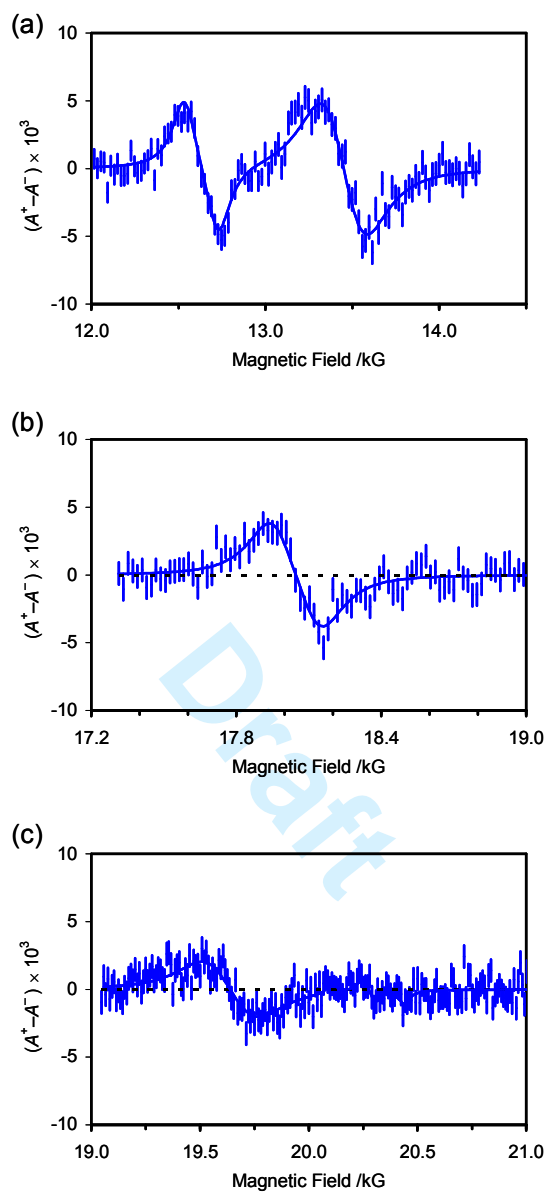 (a)
10
5
0
-5
-10
(A⁺–A⁻) × 10³
12.0 13.0 14.0
Magnetic Field /kG
(b)
10
5
0
-5
-10
(A⁺–A⁻) × 10³
17.2 17.8 18.4 19.0
Magnetic Field /kG
Draft
(c)
10
5
0
-5
-10
(A⁺–A⁻) × 10³
19.0 19.5 20.0 20.5 21.0
Magnetic Field /kG